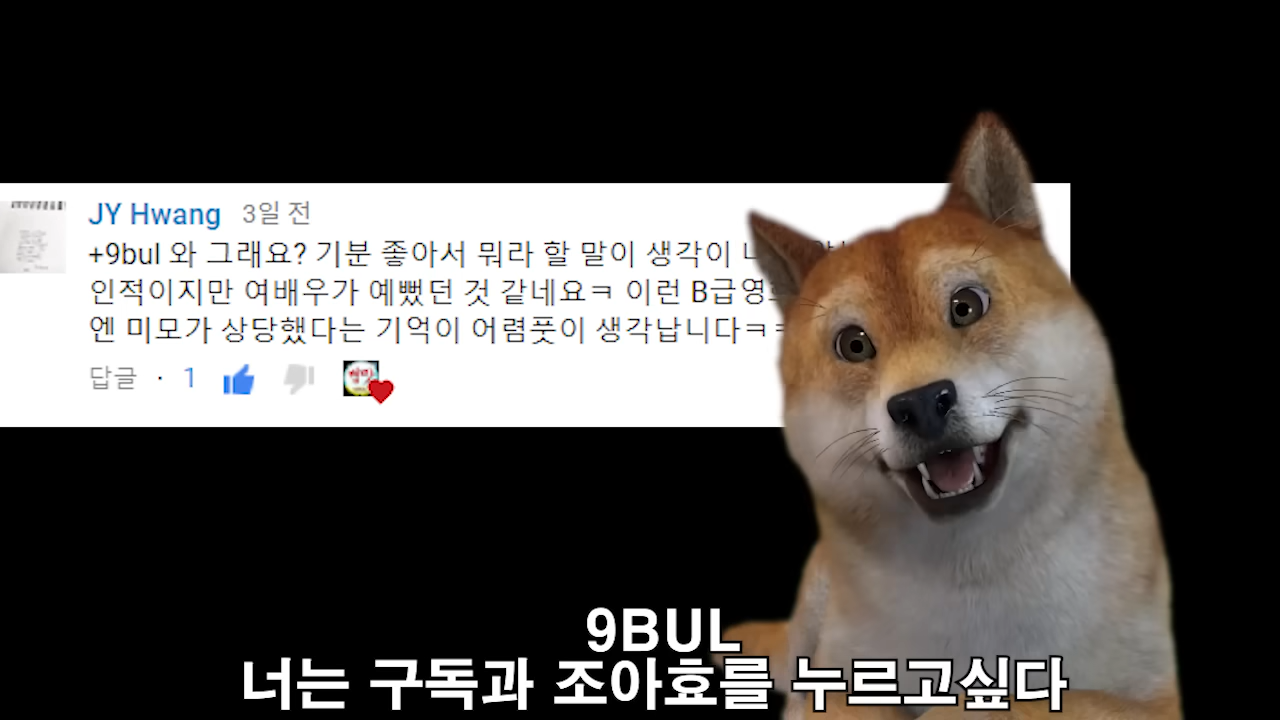 JY Hwang 3일 전
+9bul 와 그래요? 기분 좋아서 뭐라 할 말이 생각이
인적이지만 여배우가 예뻤던 것 같네요ㅋ 이런 B급영
엔 미모가 상당했다는 기억이 어렴풋이 생각납니다ㅋ
답글 · 1
9BUL
너는 구독과 조아효를 누르고싶다